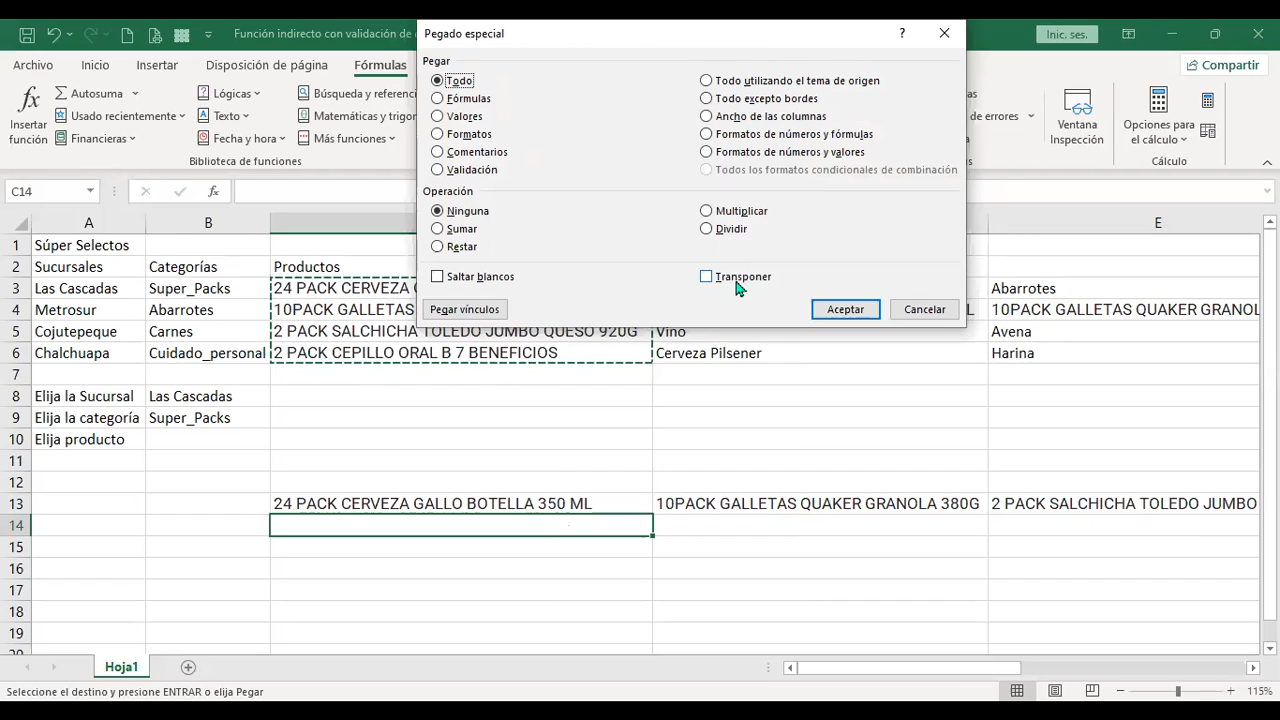 Función indirecto con validación de
Pegado especial
?
Inic. ses.
Archivo Inicio Insertar Disposición de página Fórmulas
Compartir
Insertar función
Autosuma
Usado recientemente
Financieras
Lógicas
Texto
Fecha y hora
Búsqueda y referenc
Matemáticas y trigo
Más funciones
Biblioteca de funciones
de errores
Ventana Inspección
Opciones para el cálculo
Cálculo
Pegar
Todo
Fórmulas
Valores
Formatos
Comentarios
Validación
Todo utilizando el tema de origen
Todo excepto bordes
Ancho de las columnas
Formatos de números y fórmulas
Formatos de números y valores
Todos los formatos condicionales de combinación
Operación
Ninguna
Sumar
Restar
Multiplicar
Dividir
Saltar blancos
Transponer
Pegar vínculos
Aceptar
Cancelar
C14
fx
A B E
1 Súper Selectos
2 Sucursales Categorías Productos
3 Las Cascadas Super_Packs 24 PACK CERVEZA Abarrotes
4 Metrosur Abarrotes 10PACK GALLETAS 10PACK QUAKER GRANOL
5 Cojutepeque Carnes 2 PACK SALCHICHA TOLEDO JUMBO QUESO 920G Vino Avena
6 Chalchuapa Cuidado_personal 2 PACK CEPILLO ORAL B 7 BENEFICIOS Cerveza Pilsener Harina
7
8 Elija la Sucursal Las Cascadas
9 Elija la categoría Super_Packs
10 Elija producto
11
12
13 24 PACK CERVEZA GALLO BOTELLA 350 ML 10PACK GALLETAS QUAKER GRANOLA 380G 2 PACK SALCHICHA TOLEDO JUMBO
14
15
16
17
18
19
Hoja1
Seleccione el destino y presione ENTRAR o elija Pegar
115%